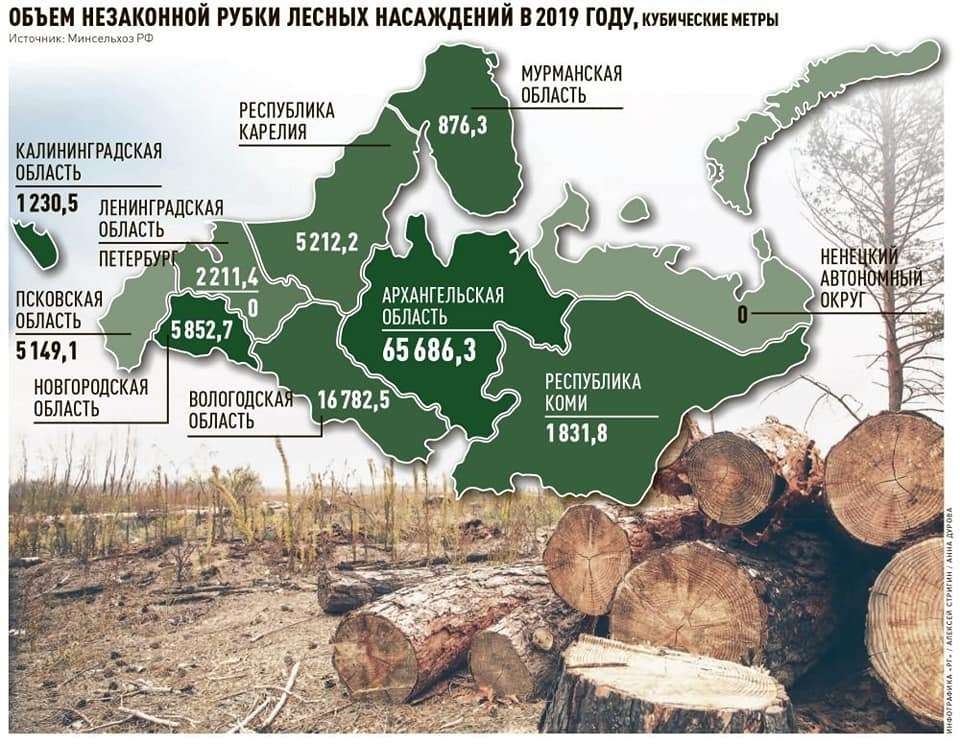 ОБЪЕМ НЕЗАКОННОЙ РУБКИ ЛЕСНЫХ НАСАЖДЕНИЙ В 2019 ГОДУ, КУБИЧЕСКИЕ МЕТРЫ
Источник: Минсельхоз РФ
МУРМАНСКАЯ
ОБЛАСТЬ
876,3
РЕСПУБЛИКА
КАРЕЛИЯ
5 212,2
КАЛИНИНГРАДСКАЯ
ОБЛАСТЬ
1 230,5
ЛЕНИНГРАДСКАЯ
ОБЛАСТЬ
2 211,4
ПЕТЕРБУРГ
0
ПСКОВСКАЯ
ОБЛАСТЬ
5 149,1
5 852,7
НОВГОРОДСКАЯ
ОБЛАСТЬ
ВОЛОГОДСКАЯ
ОБЛАСТЬ
16 782,5
АРХАНГЕЛЬСКАЯ
ОБЛАСТЬ
65 686,3
НЕНЕЦКИЙ
АВТОНОМНЫЙ
ОКРУГ
0
РЕСПУБЛИКА
КОМИ
1 831,8
ИНФОГРАФИКА «РГ» / АЛЕКСЕЙ СТРИГИН / АННА ДУРОВА